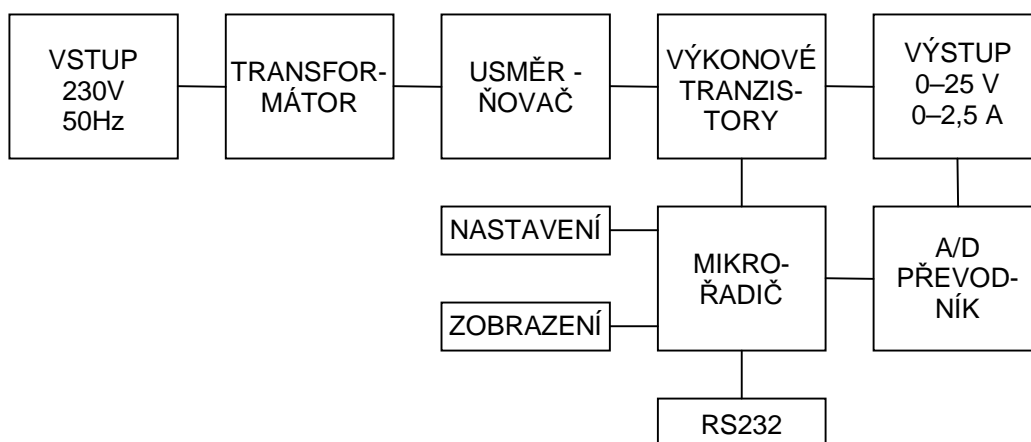 VSTUP
230V
50Hz
TRANSFOR-
MÁTOR
USMĚR -
ŇOVAČ
VÝKONOVÉ
TRANZIS-
TORY
VÝSTUP
0–25 V
0–2,5 A
NASTAVENÍ
ZOBRAZENÍ
MIKRO-
ŘADIČ
A/D
PŘEVOD-
NÍK
RS232